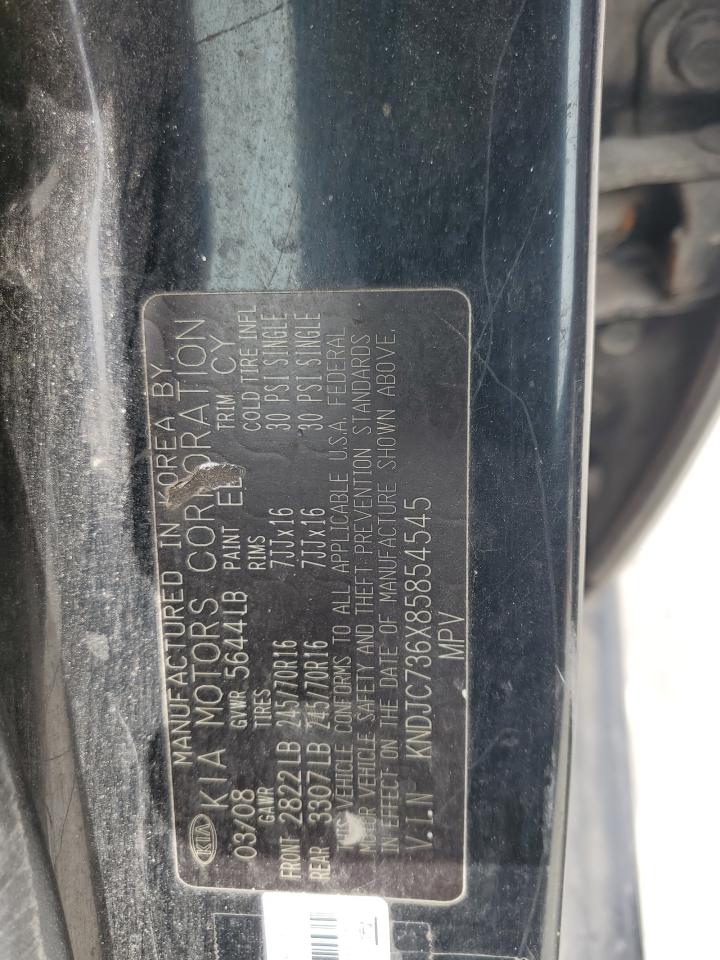 KIA
MANUFACTURED IN KOREA BY
KIA MOTORS CORPORATION
03/08 GVWR 5644LB PAINT TRIM CY
GAWR TIRES RIMS COLD TIRE INFL
FRONT 2822LB 245/70R16 7JJx16 30 PSI SINGLE
REAR 3307LB 245/70R16 7JJx16 30 PSI SINGLE
THIS VEHICLE CONFORMS TO ALL APPLICABLE U.S.A. FEDERAL
MOTOR VEHICLE SAFETY AND THEFT PREVENTION STANDARDS
IN EFFECT ON THE DATE OF MANUFACTURE SHOWN ABOVE.
V.I.N KNDJC736X85854545
MPV